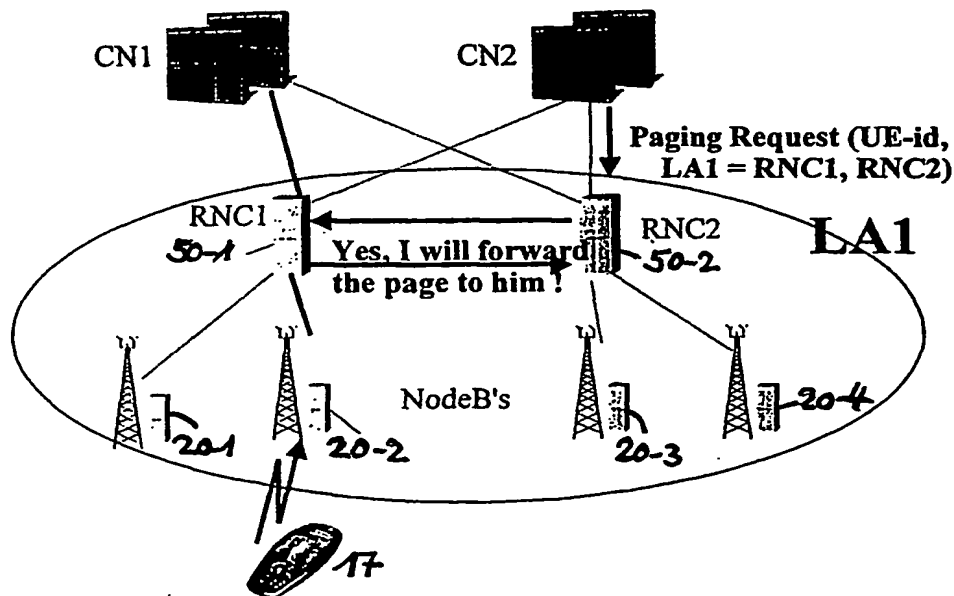 CN1
CN2
Paging Request (UE-id,
LA1 = RNC1, RNC2)
RNC1
RNC2
LA1
50-1
50-2
Yes, I will forward
the page to him !
NodeB's
20-1
20-2
20-3
20-4
17